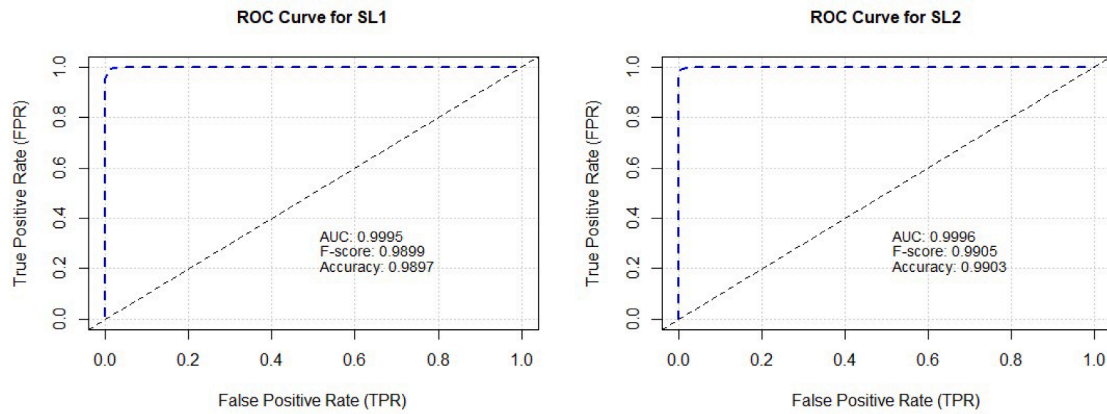 ROC Curve for SL1
True Positive Rate (FPR)
1.0
0.8
0.6
0.4
0.2
0.0
AUC: 0.9995
F-score: 0.9899
Accuracy: 0.9897
0.0 0.2 0.4 0.6 0.8 1.0
False Positive Rate (TPR)
ROC Curve for SL2
True Positive Rate (FPR)
1.0
0.8
0.6
0.4
0.2
0.0
AUC: 0.9996
F-score: 0.9905
Accuracy: 0.9903
0.0 0.2 0.4 0.6 0.8 1.0
False Positive Rate (TPR)